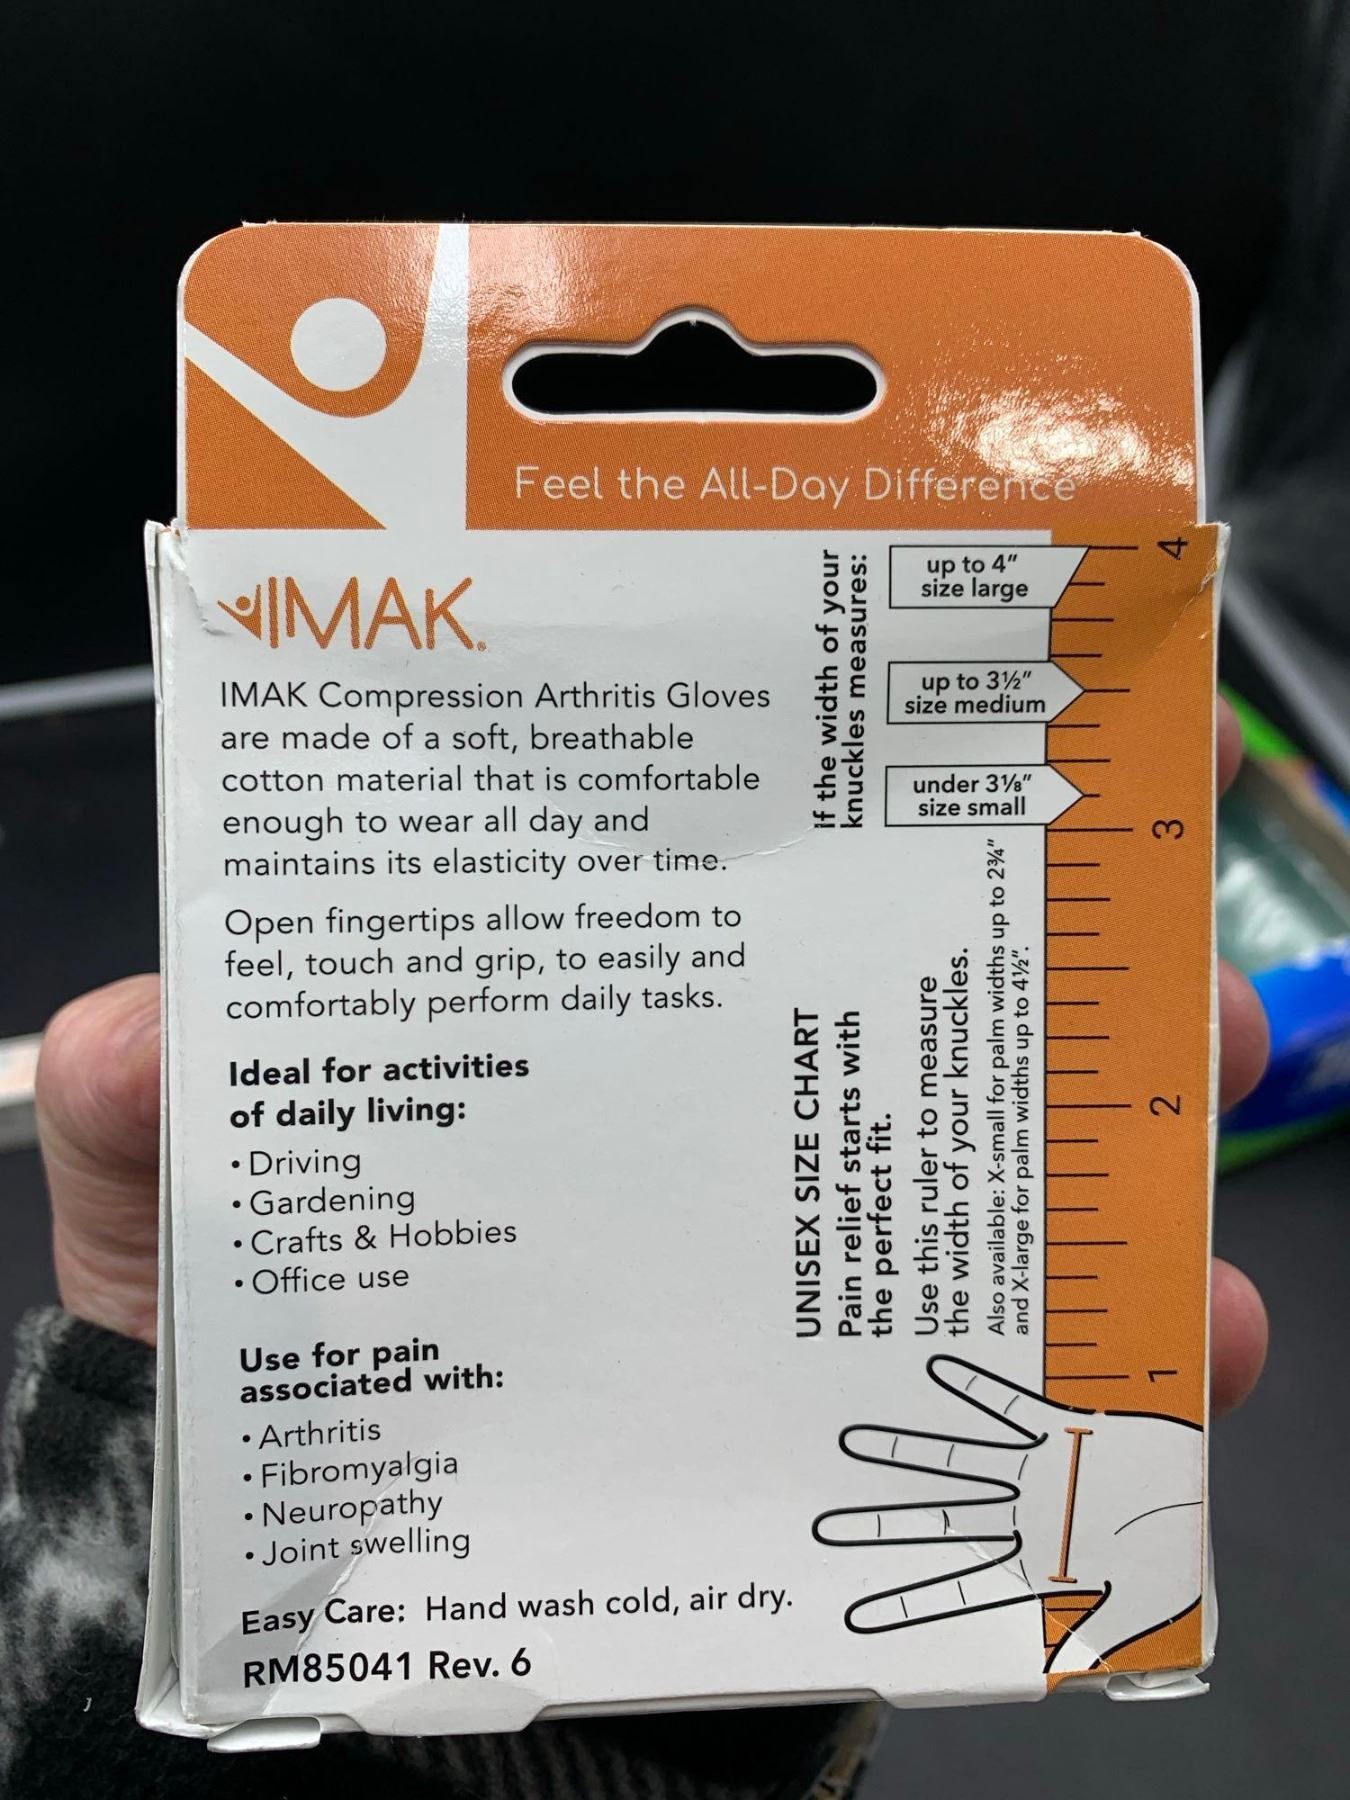 Feel the All-Day Difference
IMAK®
IMAK Compression Arthritis Gloves
are made of a soft, breathable
cotton material that is comfortable
enough to wear all day and
maintains its elasticity over time.
Open fingertips allow freedom to
feel, touch and grip, to easily and
comfortably perform daily tasks.
Ideal for activities
of daily living:
• Driving
• Gardening
• Crafts & Hobbies
• Office use
Use for pain
associated with:
• Arthritis
• Fibromyalgia
• Neuropathy
• Joint swelling
Easy Care: Hand wash cold, air dry.
RM85041 Rev. 6
UNISEX SIZE CHART
Pain relief starts with
the perfect fit.
Use this ruler to measure
the width of your knuckles.
Also available: X-small for palm widths up to 2¾"
and X-large for palm widths up to 4½".
If the width of your
knuckles measures:
up to 4"
size large
up to 3½"
size medium
under 3⅛"
size small
4
3
2
1